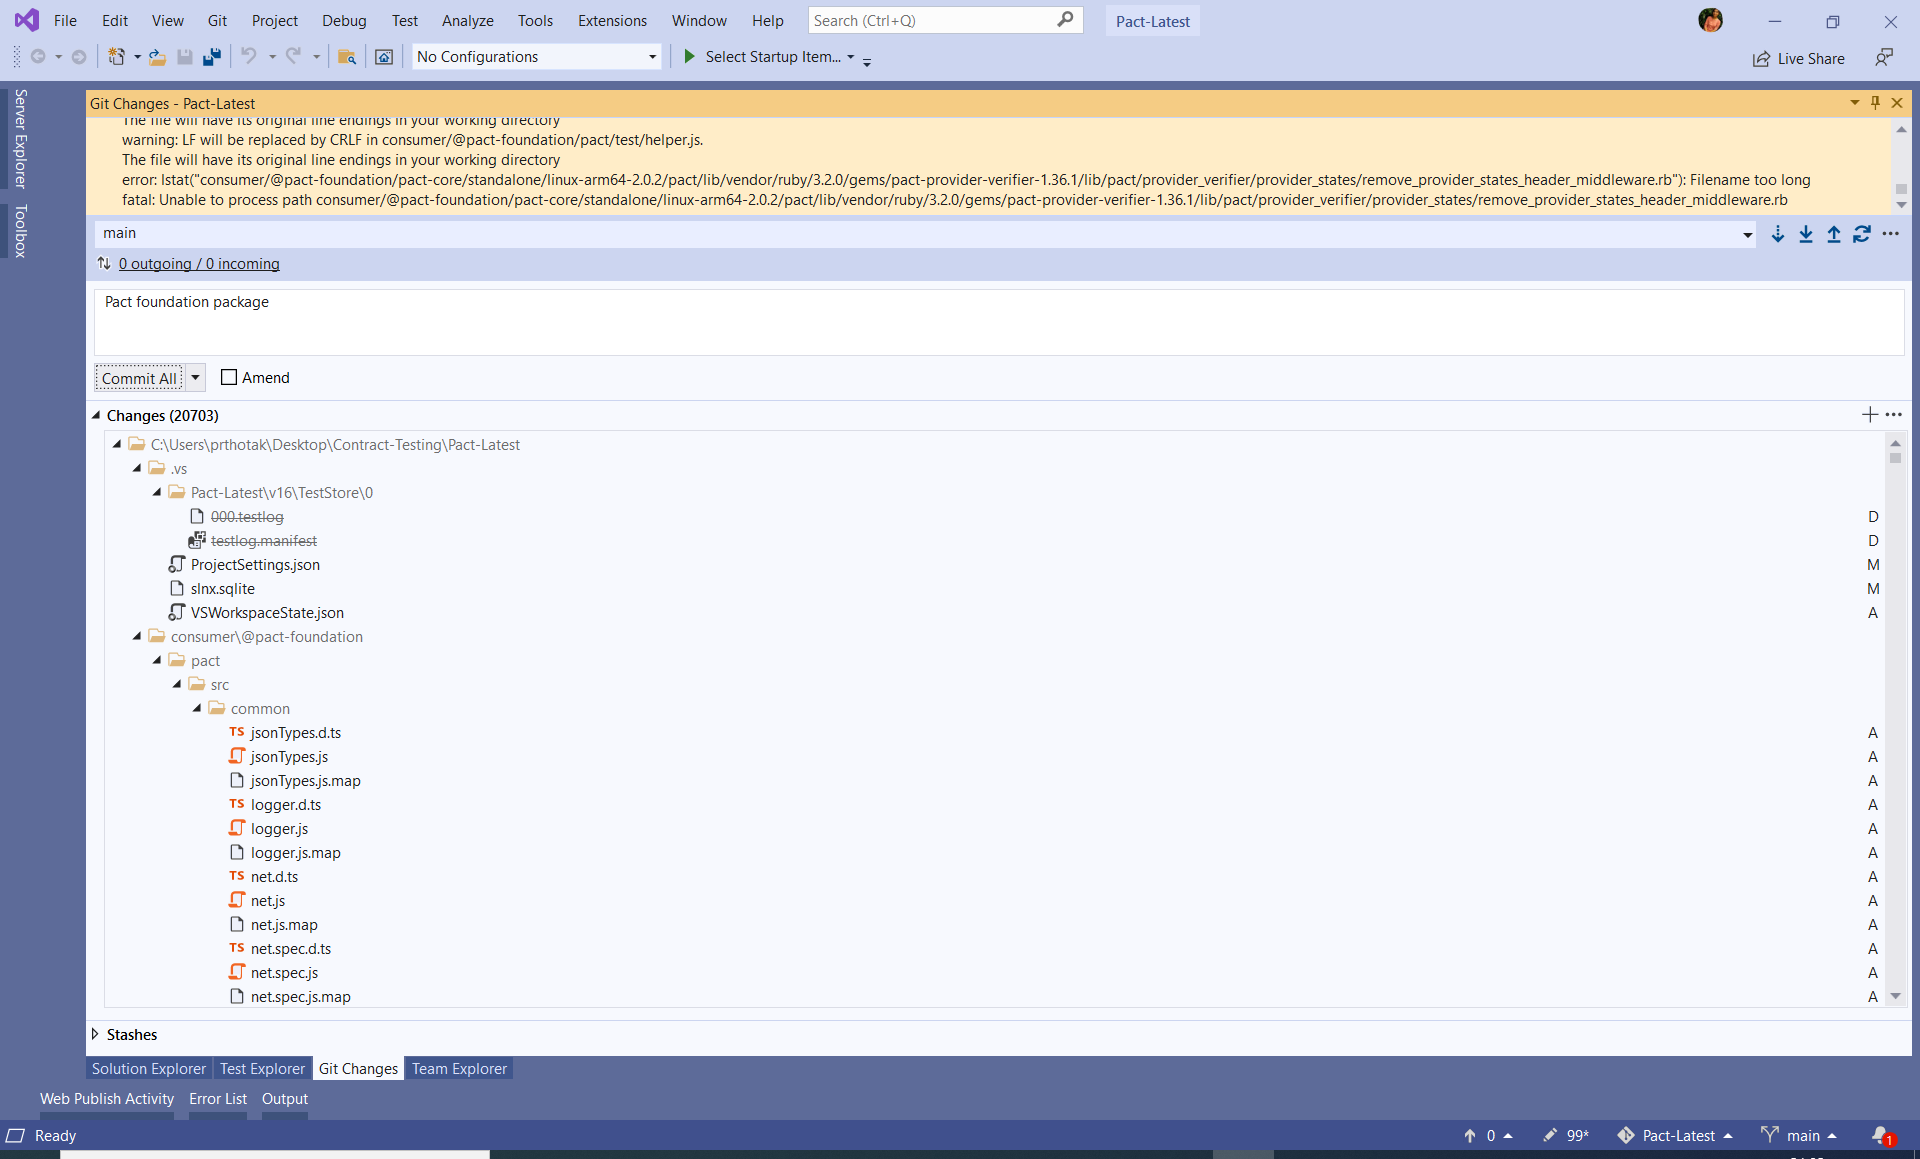 File Edit View Git Project Debug Test Analyze Tools Extensions Window Help Search (Ctrl+Q) Pact-Latest
No Configurations Select Startup Item... Live Share
Server Explorer
Toolbox
Git Changes - Pact-Latest
The file will have its original line endings in your working directory
warning: LF will be replaced by CRLF in consumer/@pact-foundation/pact/test/helper.js.
The file will have its original line endings in your working directory
error: lstat("consumer/@pact-foundation/pact-core/standalone/linux-arm64-2.0.2/pact/lib/vendor/ruby/3.2.0/gems/pact-provider-verifier-1.36.1/lib/pact/provider_verifier/provider_states/remove_provider_states_header_middleware.rb"): Filename too long
fatal: Unable to process path consumer/@pact-foundation/pact-core/standalone/linux-arm64-2.0.2/pact/lib/vendor/ruby/3.2.0/gems/pact-provider-verifier-1.36.1/lib/pact/provider_verifier/provider_states/remove_provider_states_header_middleware.rb
main
0 outgoing / 0 incoming
Pact foundation package
Commit All Amend
Changes (20703)
C:\Users\prthotak\Desktop\Contract-Testing\Pact-Latest
.vs
Pact-Latest\v16\TestStore\0
000.testlog D
testlog.manifest D
ProjectSettings.json M
slnx.sqlite M
VSWorkspaceState.json A
consumer\@pact-foundation
pact
src
common
TS jsonTypes.d.ts A
jsonTypes.js A
jsonTypes.js.map A
TS logger.d.ts A
logger.js A
logger.js.map A
TS net.d.ts A
net.js A
net.js.map A
TS net.spec.d.ts A
net.spec.js A
net.spec.js.map A
Stashes
Solution Explorer Test Explorer Git Changes Team Explorer
Web Publish Activity Error List Output
Ready 0 99* Pact-Latest main 1